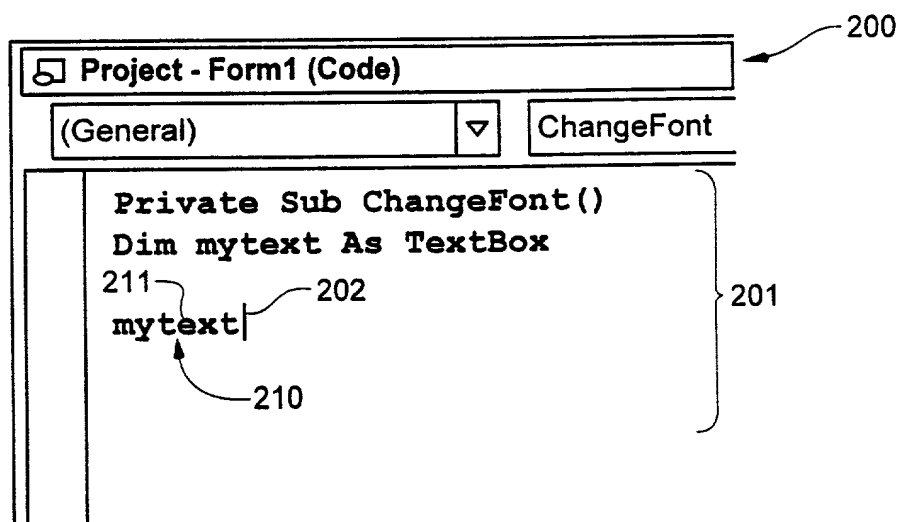 200
Project - Form1 (Code)
(General) ChangeFont
Private Sub ChangeFont()
Dim mytext As TextBox
211 202 201
mytext
210